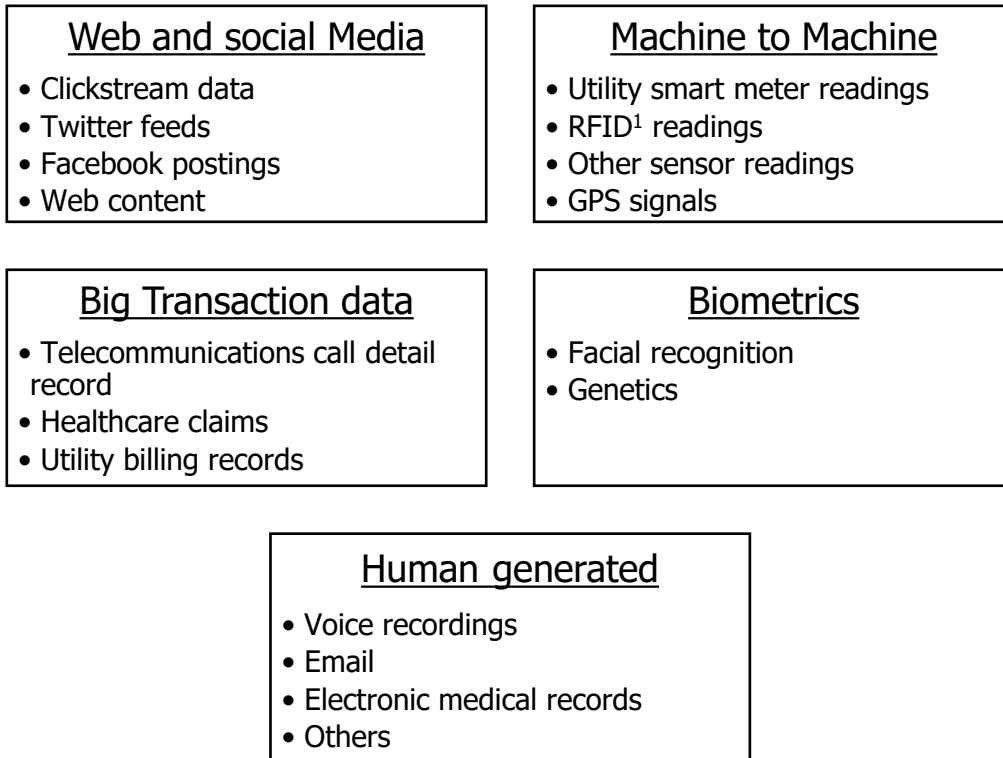 Web and social Media
• Clickstream data
• Twitter feeds
• Facebook postings
• Web content
Machine to Machine
• Utility smart meter readings
• RFID¹ readings
• Other sensor readings
• GPS signals
Big Transaction data
• Telecommunications call detail
record
• Healthcare claims
• Utility billing records
Biometrics
• Facial recognition
• Genetics
Human generated
• Voice recordings
• Email
• Electronic medical records
• Others